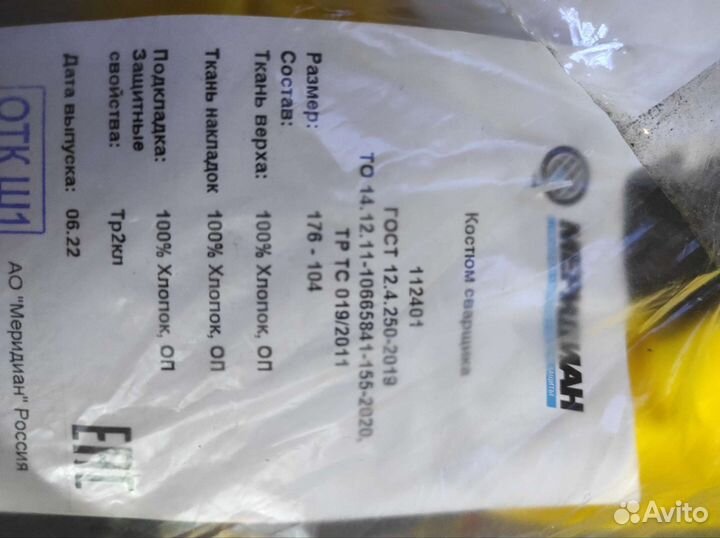 МЕРИДИАН
Костюм сварщика
112401
ГОСТ 12.4.250-2019
ТО 14.12.11-10665841-155-2020,
ТР ТС 019/2011
Размер: 176 - 104
Состав:
Ткань верха: 100% Хлопок, ОП
Ткань накладок 100% Хлопок, ОП
Подкладка: 100% Хлопок, ОП
Защитные
свойства: Тр2кл
Дата выпуска: 06.22
ОТК Ш1
ЕАС
АО "Меридиан" Россия
Avito